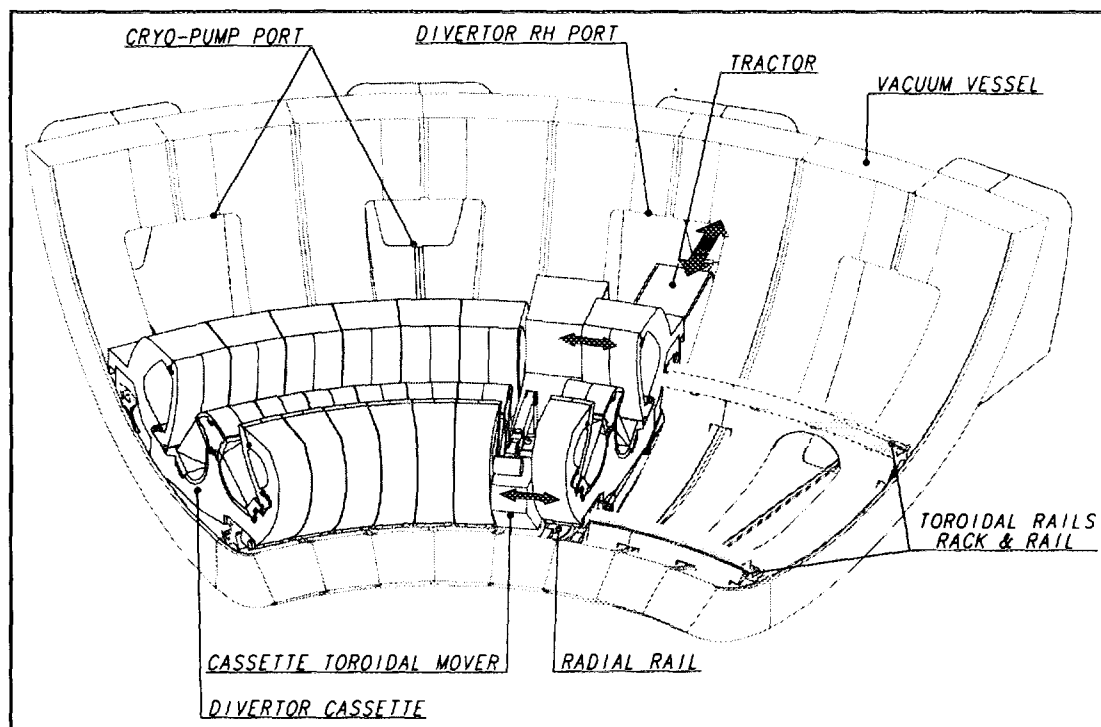 CRYO-PUMP PORT
DIVERTOR RH PORT
TRACTOR
VACUUM VESSEL
TOROIDAL RAILS
RACK & RAIL
CASSETTE TOROIDAL MOVER
RADIAL RAIL
DIVERTOR CASSETTE